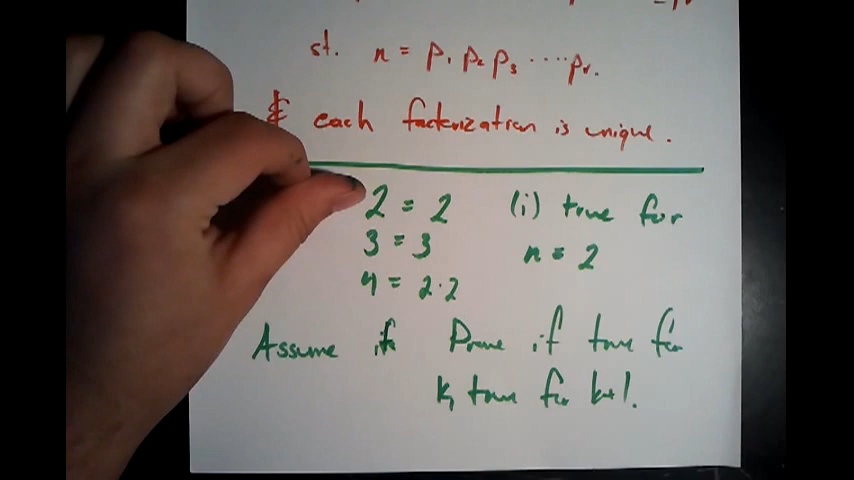 st. n = p₁ p₂ p₃ ····pᵣ.
& each factorization is unique.
2 = 2 (i) true for
3 = 3 n = 2
4 = 2·2
Assume if Prove if true for
k, true for k+1.